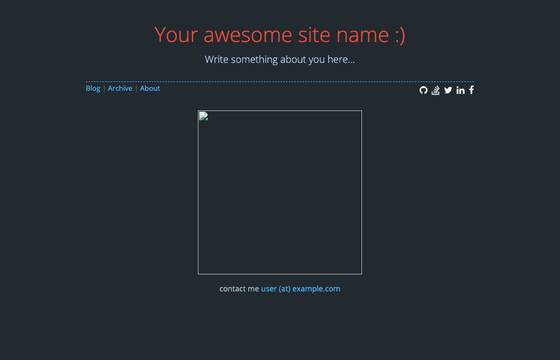 Your awesome site name :)
Write something about you here...
Blog | Archive | About
contact me user (at) example.com